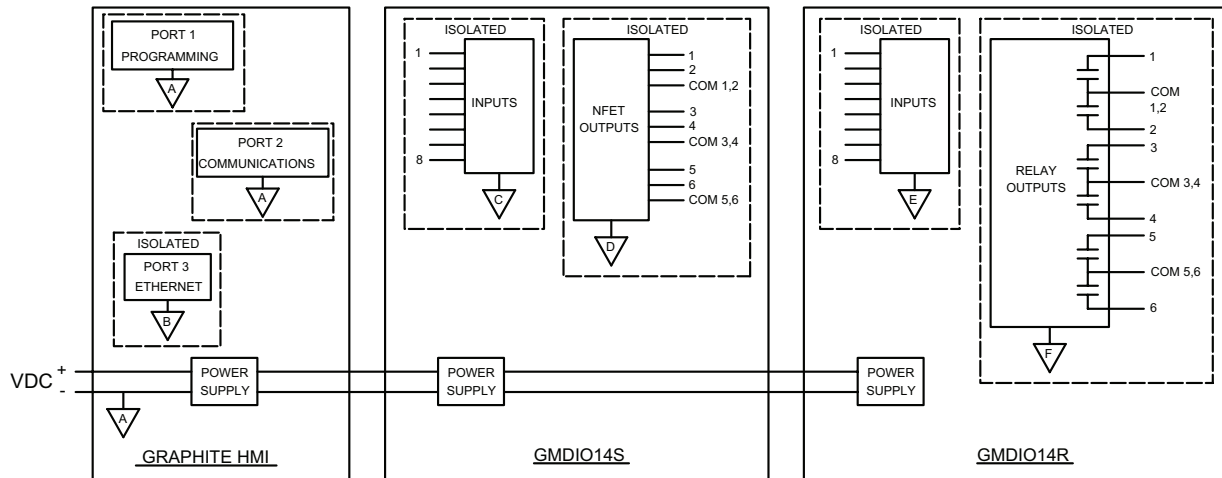 PORT 1
PROGRAMMING
A
PORT 2
COMMUNICATIONS
A
ISOLATED
PORT 3
ETHERNET
B
VDC + -
A
POWER
SUPPLY
GRAPHITE HMI
ISOLATED
1
8
INPUTS
C
ISOLATED
NFET
OUTPUTS
1
2
COM 1,2
3
4
COM 3,4
5
6
COM 5,6
D
POWER
SUPPLY
GMDIO14S
ISOLATED
1
8
INPUTS
E
ISOLATED
RELAY
OUTPUTS
1
COM
1,2
2
3
COM 3,4
4
5
COM 5,6
6
F
POWER
SUPPLY
GMDIO14R